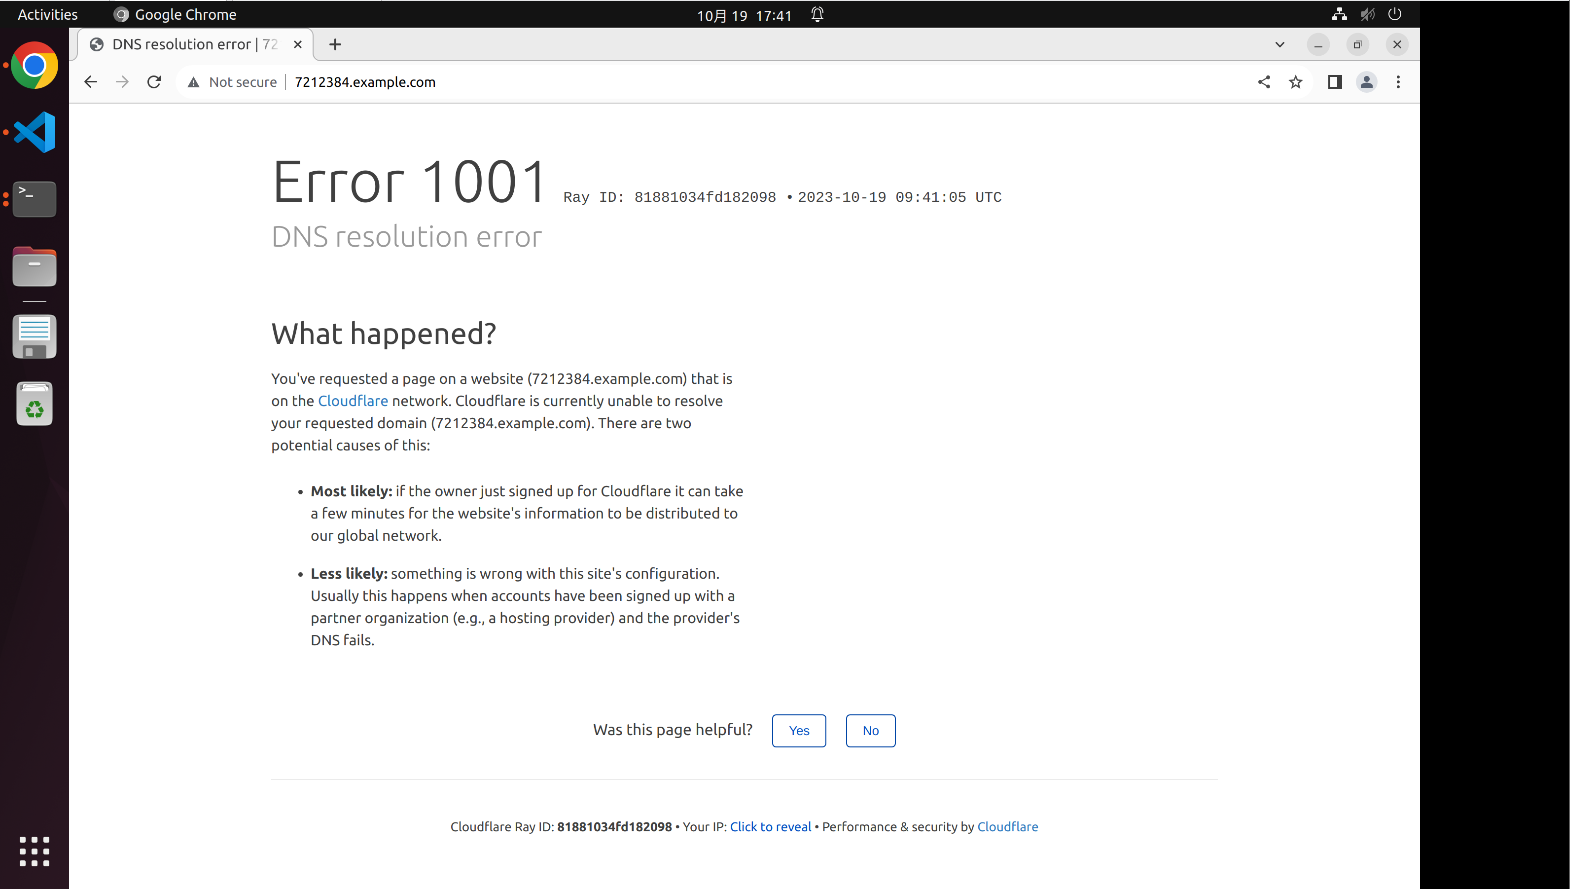 Activities
Google Chrome
10月 19 17:41
DNS resolution error | 72
Not secure
7212384.example.com
Error 1001 Ray ID: 81881034fd182098 • 2023-10-19 09:41:05 UTC
DNS resolution error
What happened?
You've requested a page on a website (7212384.example.com) that is
on the Cloudflare network. Cloudflare is currently unable to resolve
your requested domain (7212384.example.com). There are two
potential causes of this:
• Most likely: if the owner just signed up for Cloudflare it can take
a few minutes for the website's information to be distributed to
our global network.
• Less likely: something is wrong with this site's configuration.
Usually this happens when accounts have been signed up with a
partner organization (e.g., a hosting provider) and the provider's
DNS fails.
Was this page helpful? Yes No
Cloudflare Ray ID: 81881034fd182098 • Your IP: Click to reveal • Performance & security by Cloudflare